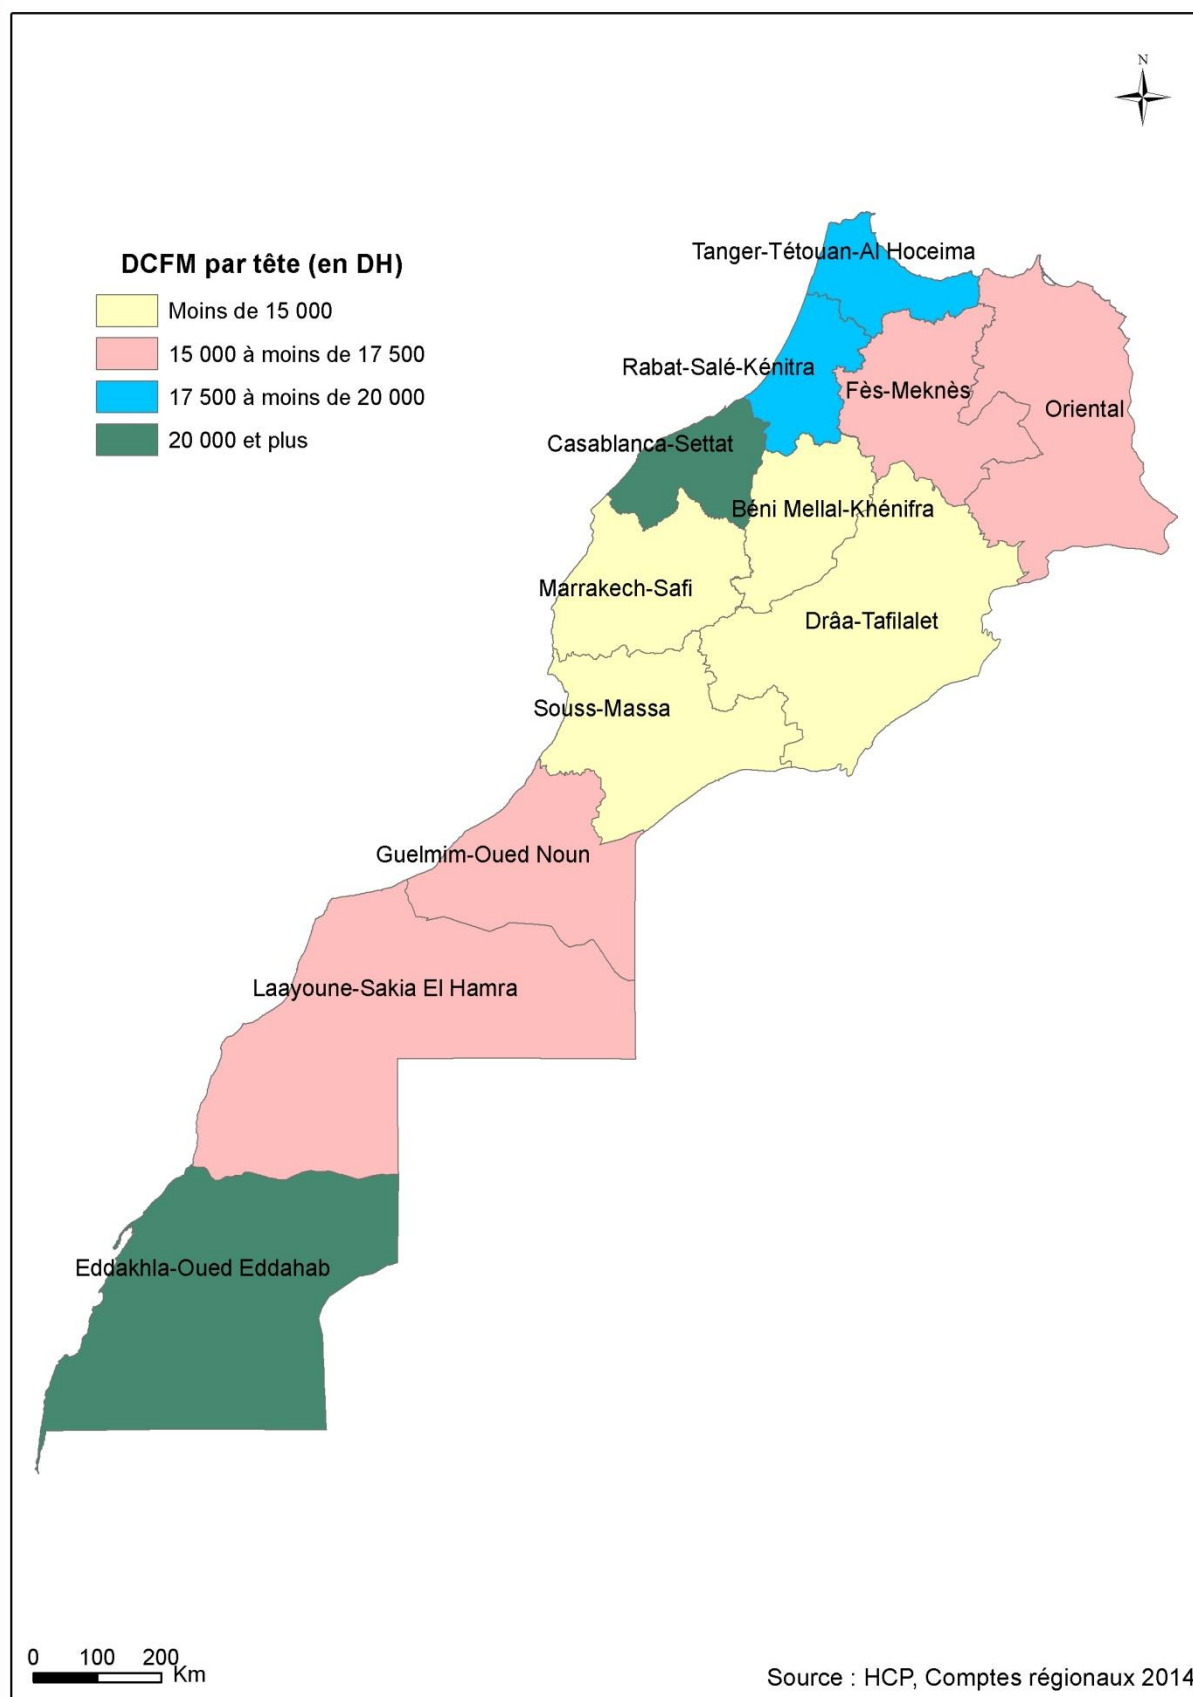 N
DCFM par tête (en DH)
Moins de 15 000
15 000 à moins de 17 500
17 500 à moins de 20 000
20 000 et plus
Tanger-Tétouan-Al Hoceima
Rabat-Salé-Kénitra
Fès-Meknès
Oriental
Casablanca-Settat
Béni Mellal-Khénifra
Marrakech-Safi
Drâa-Tafilalet
Souss-Massa
Guelmim-Oued Noun
Laayoune-Sakia El Hamra
Eddakhla-Oued Eddahab
0 100 200
Km
Source : HCP, Comptes régionaux 2014